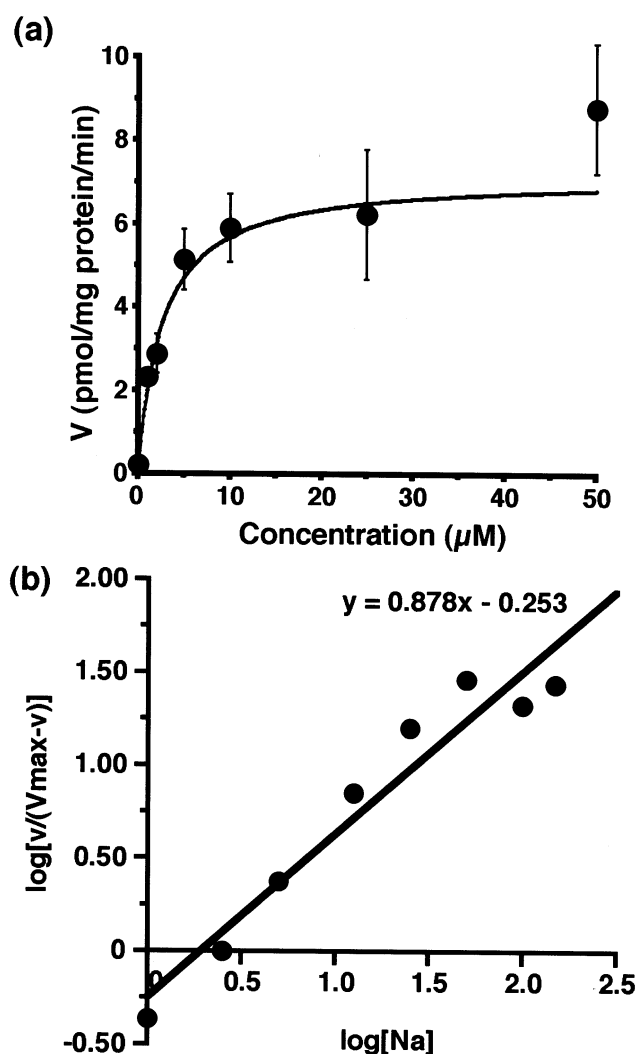 (a)
10
8
6
4
2
0
V (pmol/mg protein/min)
0 10 20 30 40 50
Concentration (µM)
(b)
2.00
1.50
1.00
0.50
0
-0.50
log[v/(Vmax-v)]
y = 0.878x - 0.253
0 0.5 1.0 1.5 2.0 2.5
log[Na]